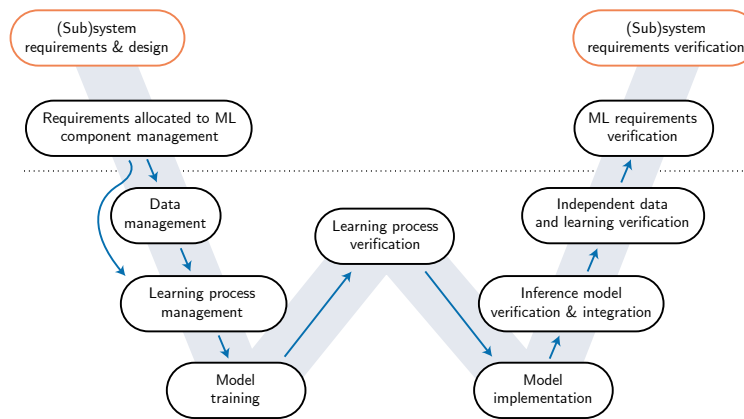 (Sub)system
requirements & design
(Sub)system
requirements verification
Requirements allocated to ML
component management
ML requirements
verification
Data
management
Learning process
verification
Independent data
and learning verification
Learning process
management
Inference model
verification & integration
Model
training
Model
implementation